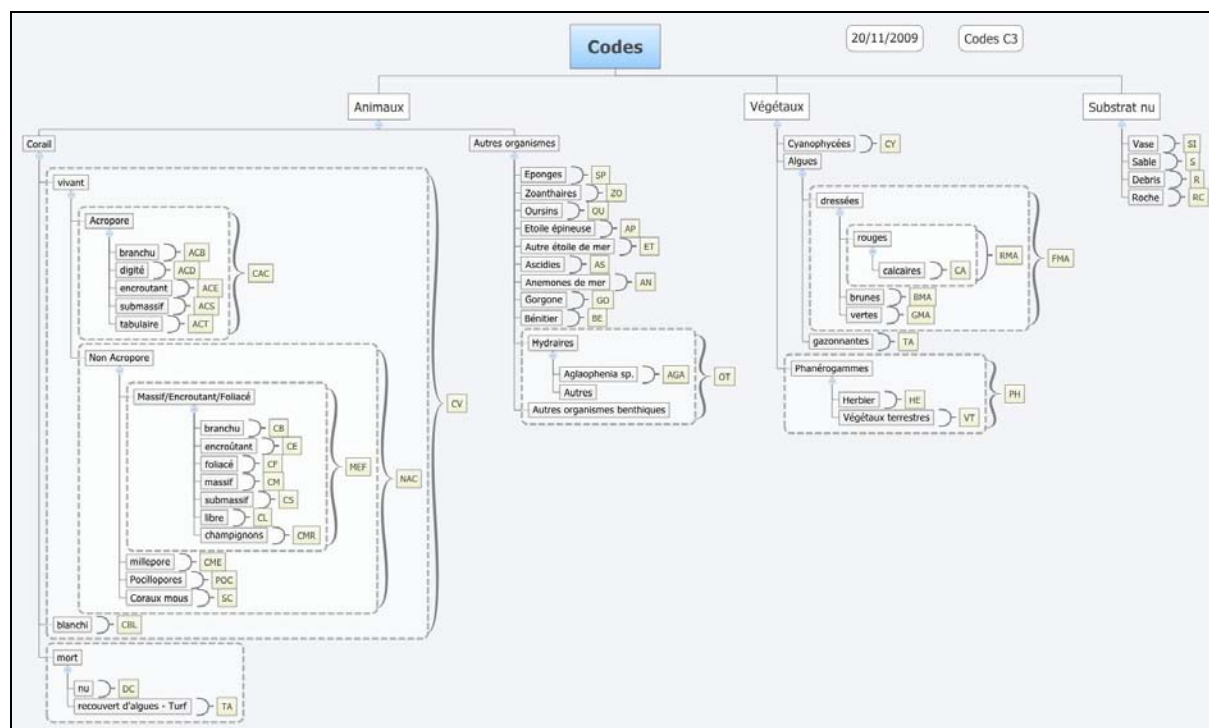 Codes
20/11/2009
Codes C3
Animaux
Végétaux
Substrat nu
Corail
vivant
Acropore
branchu ACB
digité ACD
encroutant ACE
submassif ACS
tabulaire ACT
CAC
Non Acropore
Massif/Encroutant/Foliacé
branchu CB
encroûtant CE
foliacé CF
massif CM
submassif CS
libre CL
champignons CMR
MEF
millepore CME
Pocillopores POC
Coraux mous SC
NAC
blanchi CBL
CV
mort
nu DC
recouvert d'algues - Turf TA
Autres organismes
Eponges SP
Zoanthaires ZO
Oursins OU
Etoile épineuse AP
Autre étoile de mer ET
Ascidies AS
Anemones de mer AN
Gorgone GO
Bénitier BE
Hydraires
Aglaophenia sp. AGA
Autres
Autres organismes benthiques
OT
Cyanophycées CY
Algues
dressées
rouges
calcaires CA
RMA
brunes BMA
vertes GMA
FMA
gazonnantes TA
Phanérogammes
Herbier HE
Végétaux terrestres VT
PH
Vase SI
Sable S
Debris R
Roche RC